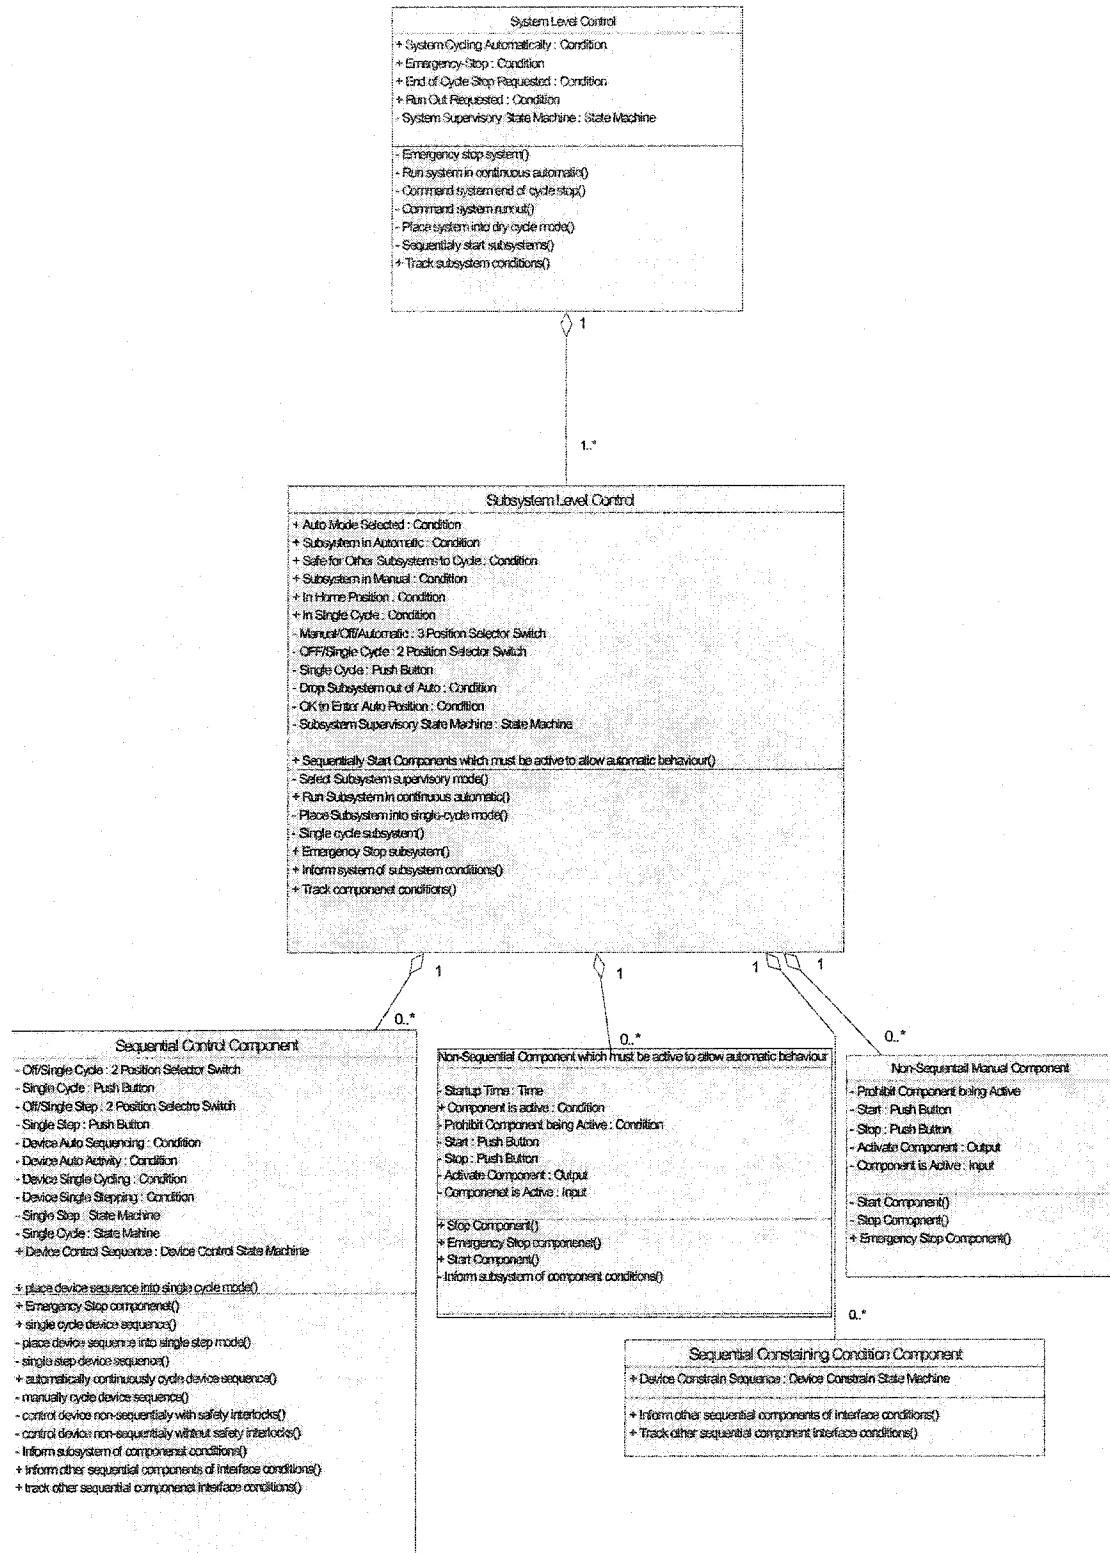 System Level Control
+ System Cycling Automatically : Condition
+ Emergency-Stop : Condition
+ End of Cycle Stop Requested : Condition
+ Run Out Requested : Condition
- System Supervisory State Machine : State Machine
- Emergency stop system()
- Run system in continuous automatic()
- Command system end of cycle stop()
- Command system runout()
- Place system into dry cycle mode()
- Sequentialy start subsystems()
+ Track subsystem conditions()
1
1..*
Subsystem Level Control
+ Auto Mode Selected : Condition
+ Subsystem in Automatic : Condition
+ Safe for Other Subsystems to Cycle : Condition
+ Subsystem in Manual : Condition
+ In Home Position : Condition
+ In Single Cycle : Condition
- Manual/Off/Automatic : 3 Position Selector Switch
- OFF/Single Cycle : 2 Position Selector Switch
- Single Cycle : Push Button
- Drop Subsystem out of Auto : Condition
- OK to Enter Auto Position : Condition
- Subsystem Supervisory State Machine : State Machine
+ Sequentially Start Components which must be active to allow automatic behaviour()
- Select Subsystem supervisory mode()
+ Run Subsystem in continuous automatic()
- Place Subsystem into single-cycle mode()
- Single cycle subsystem()
+ Emergency Stop subsystem()
+ Inform system of subsystem conditions()
+ Track componenet conditions()
1
1
1
1
0..*
0..*
0..*
0..*
Sequential Control Component
- Off/Single Cycle : 2 Position Selector Switch
- Single Cycle : Push Button
- Off/Single Step : 2 Position Selectro Switch
- Single Step : Push Button
- Device Auto Sequencing : Condition
- Device Auto Activity : Condition
- Device Single Cycling : Condition
- Device Single Stepping : Condition
- Single Step : State Machine
- Single Cycle : State Mahine
+ Device Control Sequence : Device Control State Machine
+ place device sequence into single cycle mode()
+ Emergency Stop componenet()
+ single cycle device sequence()
- place device sequence into single step mode()
- single step device sequence()
+ automatically continuously cycle device sequence()
- manually cycle device sequence()
- control device non-sequentialy with safety interlocks()
- control device non-sequentialy without safety interlocks()
- Inform subsystem of componenet conditions()
+ inform other sequential components of interface conditions()
+ track other sequential componenet interface conditions()
Non-Sequential Component which must be active to allow automatic behaviour
- Startup Time : Time
+ Component is active : Condition
- Prohibit Component being Active : Condition
- Start : Push Button
- Stop : Push Button
- Activate Component : Output
- Componenet is Active : Input
+ Stop Component()
+ Emergency Stop componenet()
+ Start Component()
- Inform subsystem of component conditions()
Non-Sequentail Manual Component
- Prohibit Component being Active
- Start : Push Button
- Stop : Push Button
- Activate Component : Output
- Component is Active : Input
- Start Component()
- Stop Comopnent()
+ Emergency Stop Component()
Sequential Constaining Condition Component
+ Device Constrain Sequence : Device Constrain State Machine
+ Inform other sequential components of interface conditions()
+ Track other sequential component interface conditions()